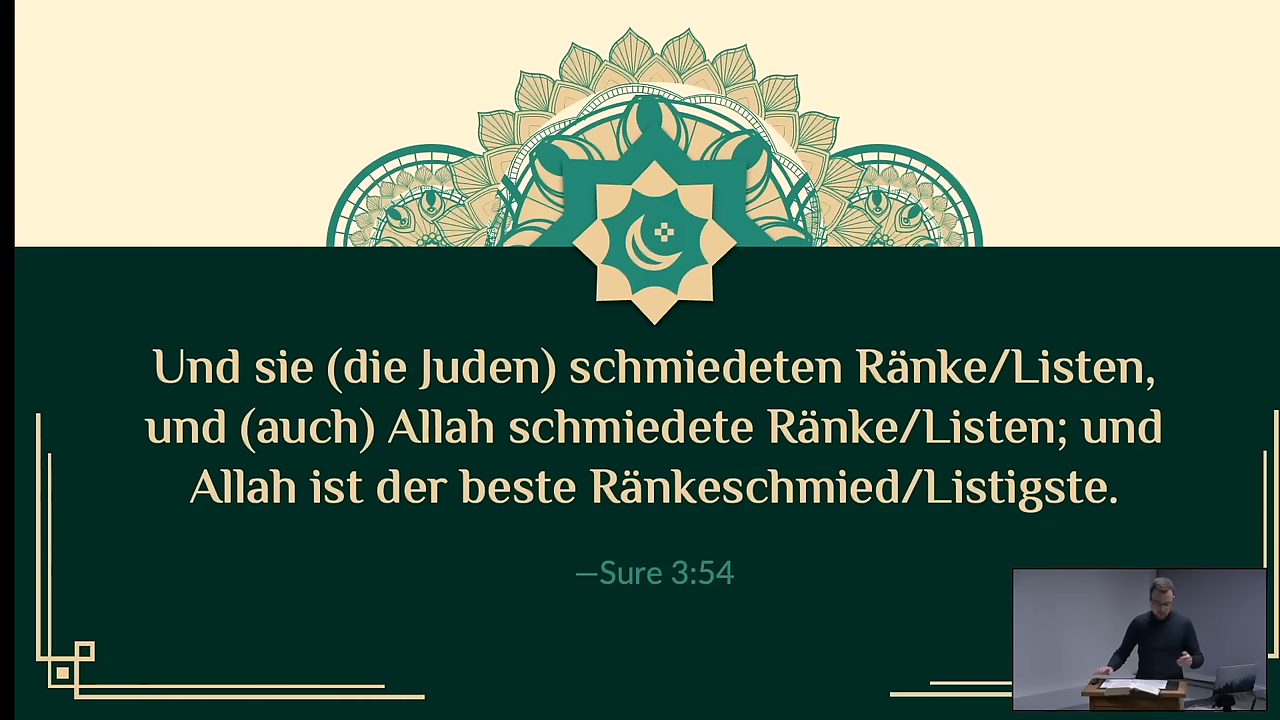 Und sie (die Juden) schmiedeten Ränke/Listen,
und (auch) Allah schmiedete Ränke/Listen; und
Allah ist der beste Ränkeschmied/Listigste.
—Sure 3:54